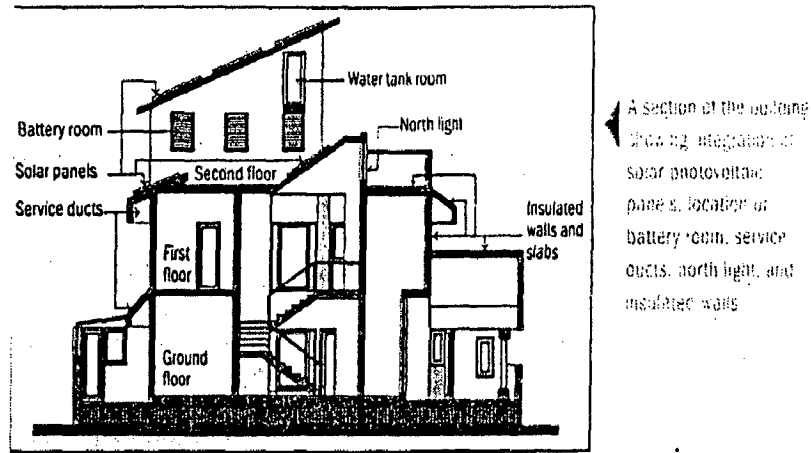 Water tank room
Battery room
North light
Solar panels
Second floor
Service ducts
Insulated
walls and
slabs
First
floor
Ground
floor
A section of the building
showing integration of
solar photovoltaic
panels, location of
battery room, service
ducts, north light, and
insulated walls